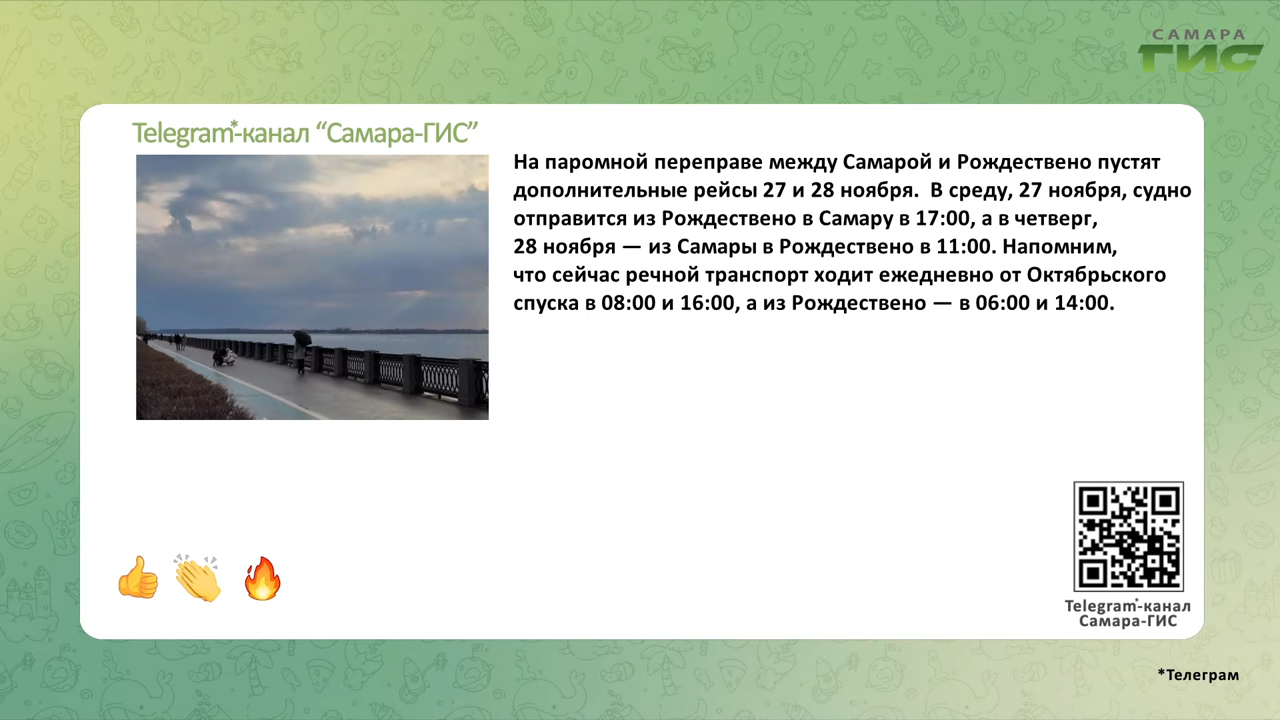 САМАРА
ГИС
Telegram*-канал “Самара-ГИС”
На паромной переправе между Самарой и Рождествено пустят
дополнительные рейсы 27 и 28 ноября.  В среду, 27 ноября, судно
отправится из Рождествено в Самару в 17:00, а в четверг,
28 ноября — из Самары в Рождествено в 11:00. Напомним,
что сейчас речной транспорт ходит ежедневно от Октябрьского
спуска в 08:00 и 16:00, а из Рождествено — в 06:00 и 14:00.
Telegram*-канал
Самара-ГИС
*Телеграм